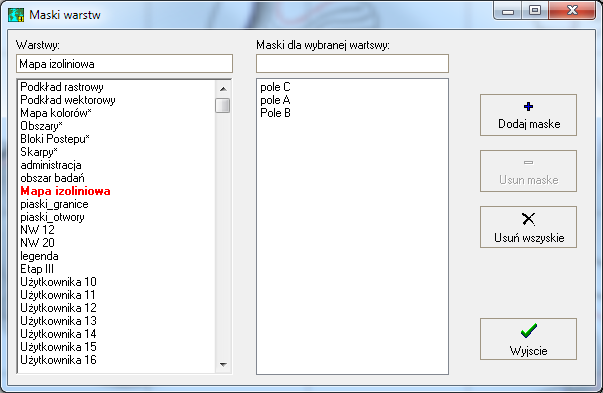 Maski warstw
Warstwy:
Mapa izoliniowa
Podkład rastrowy
Podkład wektorowy
Mapa kolorów*
Obszary*
Bloki Postępu*
Skarpy*
administracja
obszar badań
Mapa izoliniowa
piaski_granice
piaski_otwory
NW 12
NW 20
legenda
Etap III
Użytkownika 10
Użytkownika 11
Użytkownika 12
Użytkownika 13
Użytkownika 14
Użytkownika 15
Użytkownika 16
Maski dla wybranej wartswy:
pole C
pole A
Pole B
Dodaj maske
Usun maske
Usuń wszyskie
Wyjscie